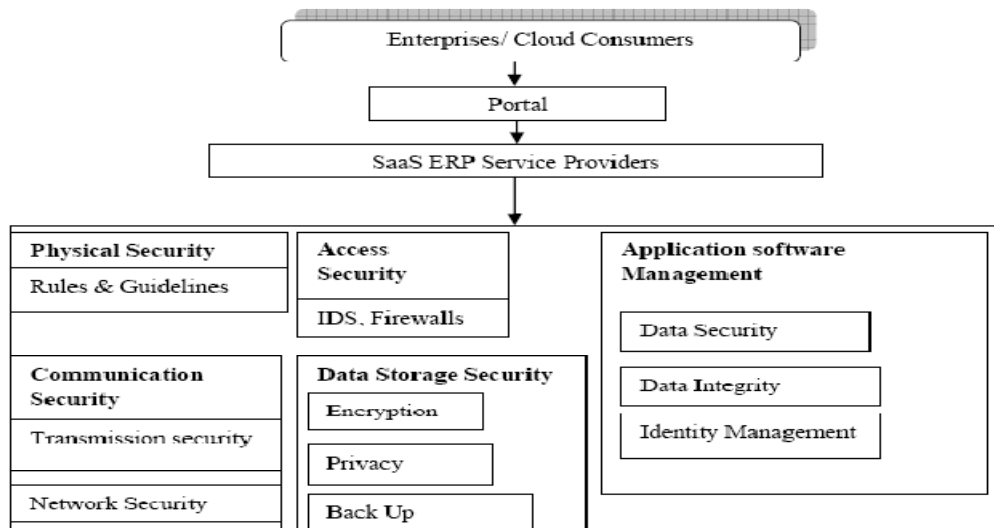 Enterprises/ Cloud Consumers
Portal
SaaS ERP Service Providers
Physical Security
Rules & Guidelines
Access
Security
IDS, Firewalls
Application software
Management
Data Security
Data Integrity
Identity Management
Communication
Security
Transmission security
Network Security
Data Storage Security
Encryption
Privacy
Back Up